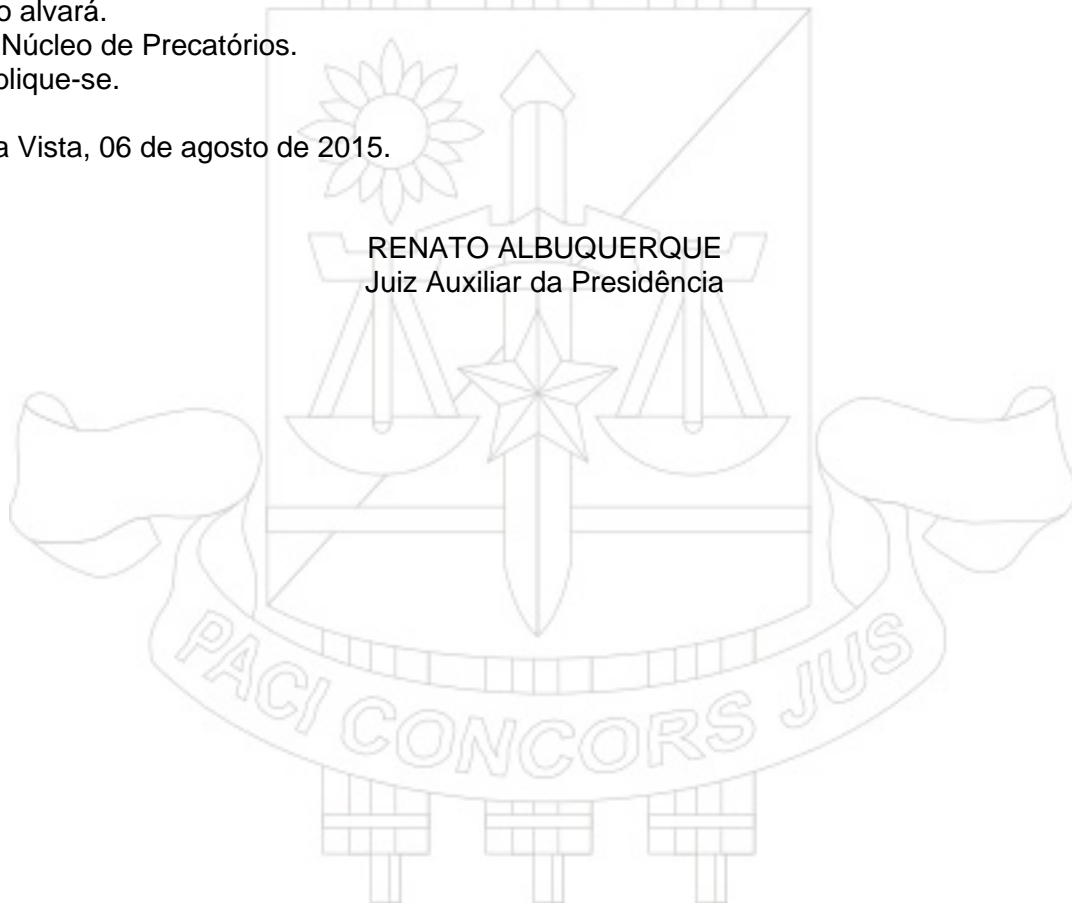 o alvará.
Núcleo de Precatórios.
blique-se.
a Vista, 06 de agosto de 2015.
RENATO ALBUQUERQUE
Juiz Auxiliar da Presidência
PACI CONCORS JUS